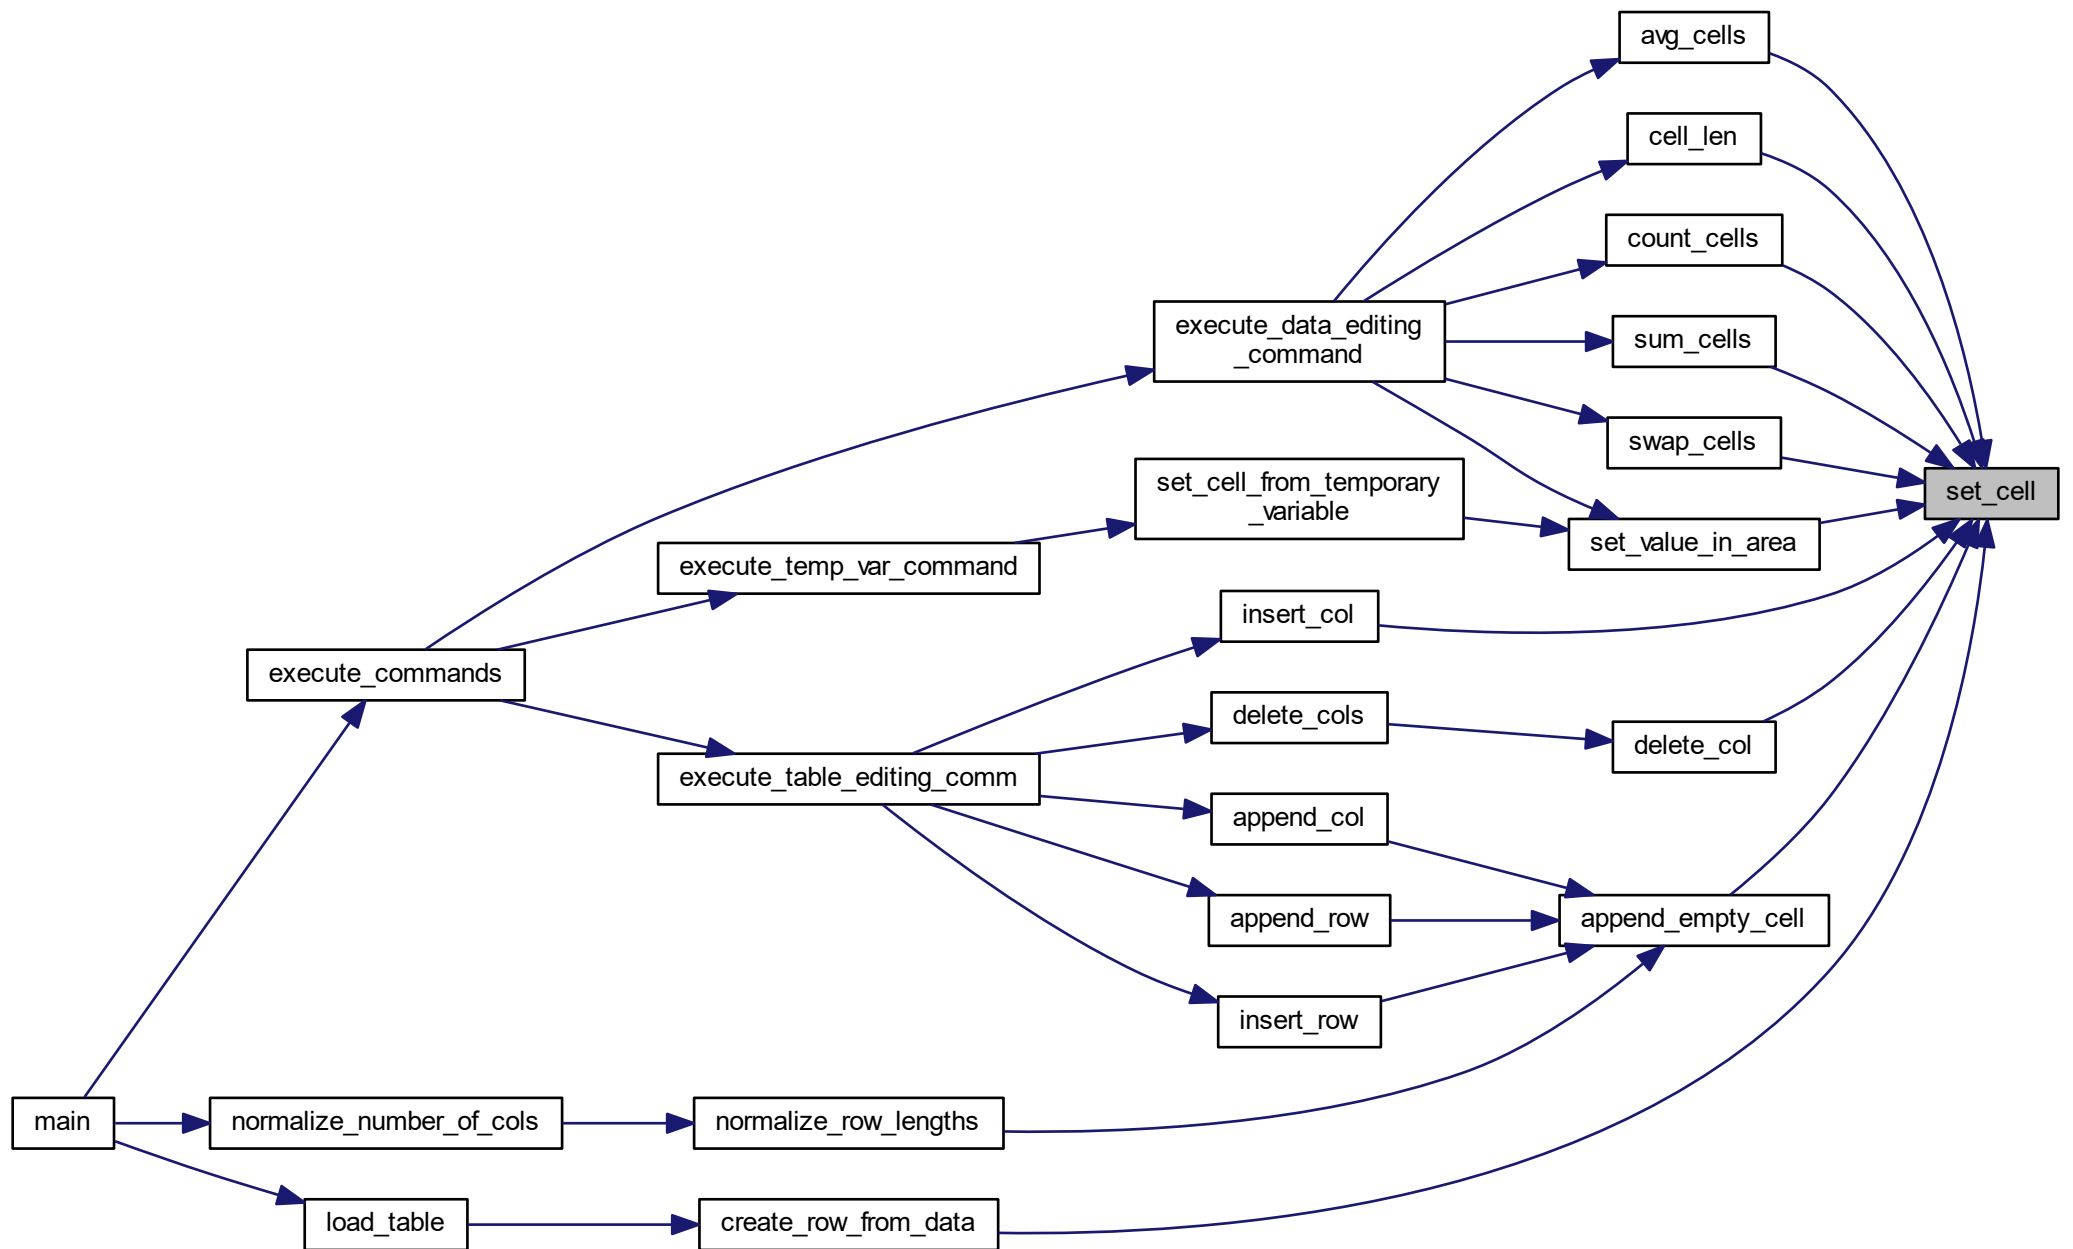 avg_cells
cell_len
count_cells
execute_data_editing
_command
sum_cells
swap_cells
set_cell_from_temporary
_variable
set_cell
set_value_in_area
execute_temp_var_command
insert_col
execute_commands
delete_cols
delete_col
execute_table_editing_comm
append_col
append_row
append_empty_cell
insert_row
main
normalize_number_of_cols
normalize_row_lengths
load_table
create_row_from_data